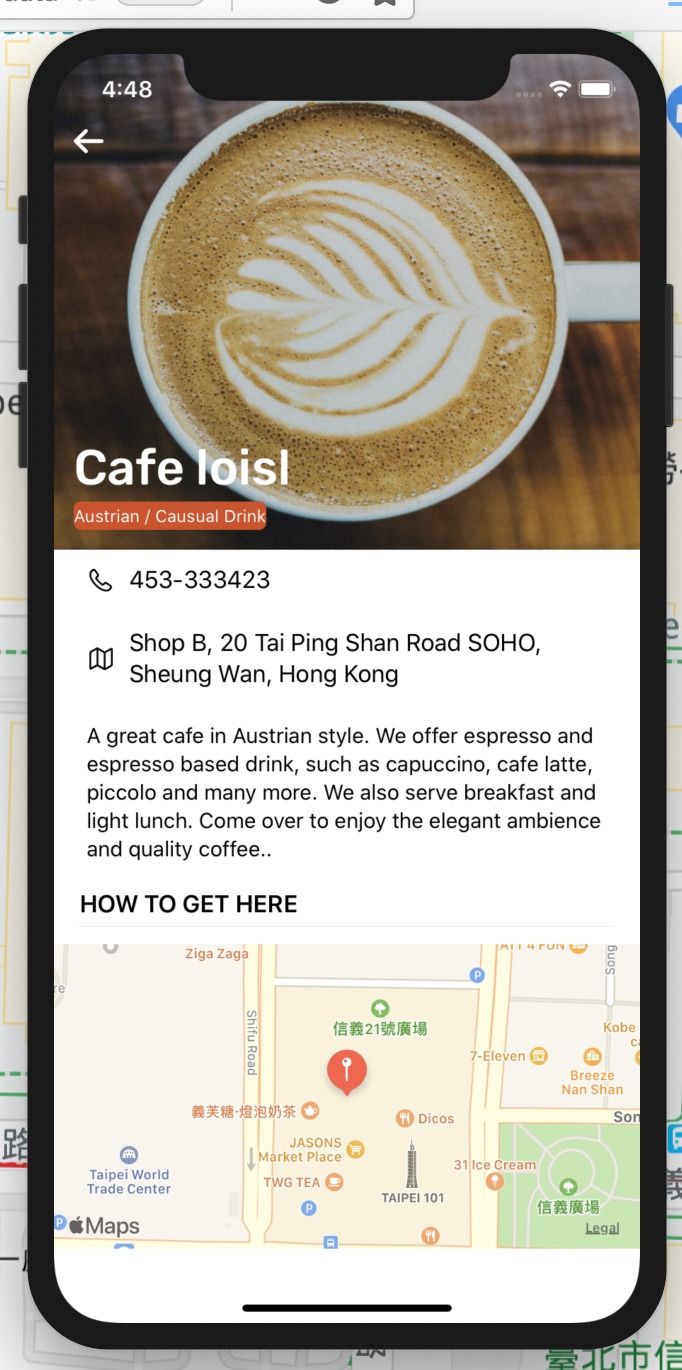 4:48
Cafe loisl
Austrian / Causual Drink
453-333423
Shop B, 20 Tai Ping Shan Road SOHO,
Sheung Wan, Hong Kong
A great cafe in Austrian style. We offer espresso and
espresso based drink, such as capuccino, cafe latte,
piccolo and many more. We also serve breakfast and
light lunch. Come over to enjoy the elegant ambience
and quality coffee..
HOW TO GET HERE
Ziga Zaga
ATT 4 FUN
Song
P
re
Shifu Road
信義21號廣場
Kobe
ca
7-Eleven
Breeze
Nan Shan
義芙糖·燈泡奶茶
Dicos
Son
JASONS
Market Place
31 Ice Cream
Taipei World
Trade Center
TWG TEA
TAIPEI 101
信義廣場
P
P
Maps
Legal
路
臺北市信